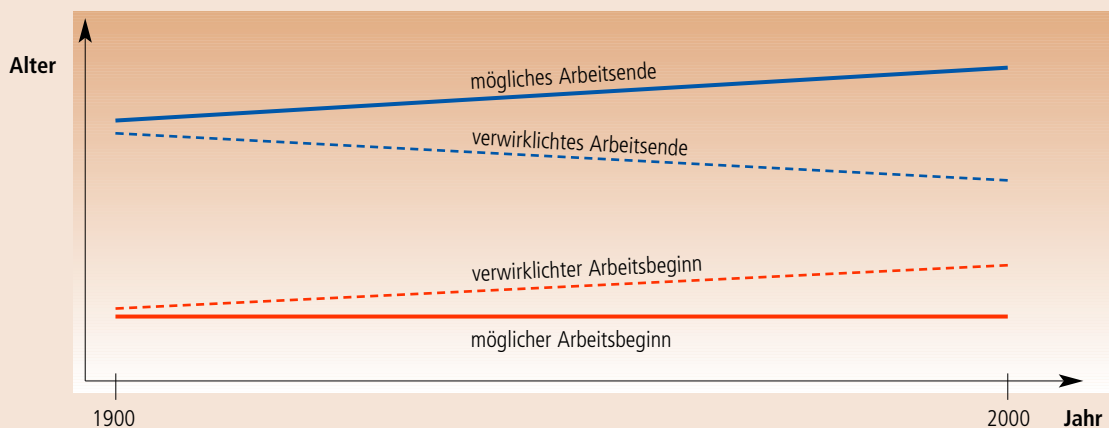 Alter
mögliches Arbeitsende
verwirklichtes Arbeitsende
verwirklichter Arbeitsbeginn
möglicher Arbeitsbeginn
1900
2000
Jahr